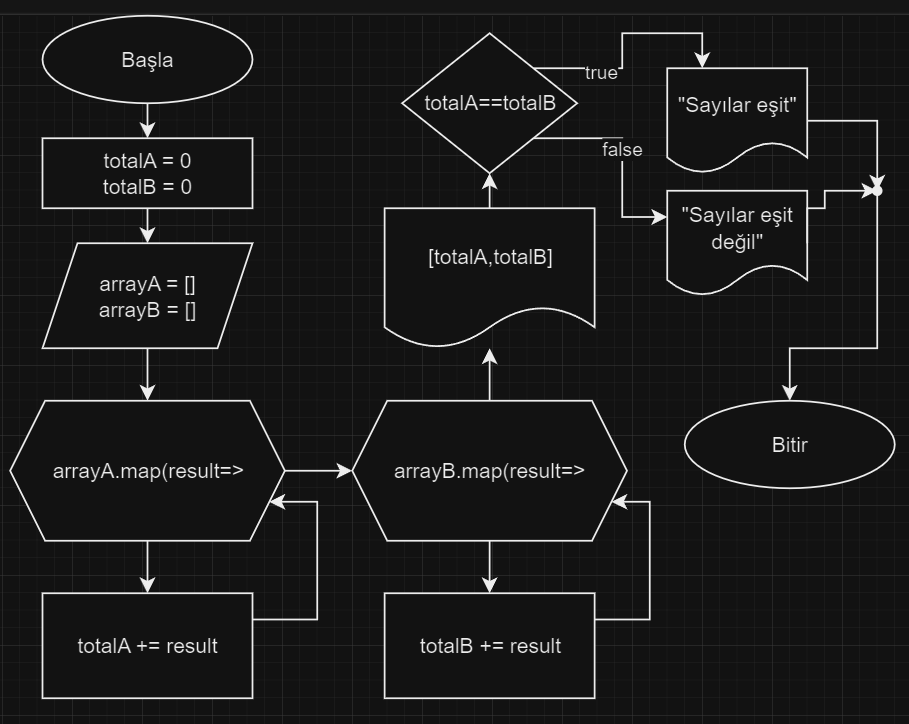 Başla
totalA = 0
totalB = 0
arrayA = []
arrayB = []
arrayA.map(result=>
totalA += result
arrayB.map(result=>
totalB += result
[totalA,totalB]
totalA==totalB
true
"Sayılar eşit"
false
"Sayılar eşit
değil"
Bitir